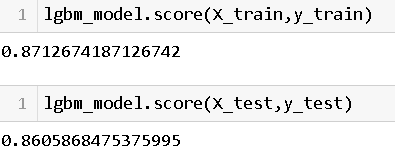 1 lgbm_model.score(X_train,y_train)
0.8712674187126742
1 lgbm_model.score(X_test,y_test)
0.8605868475375995